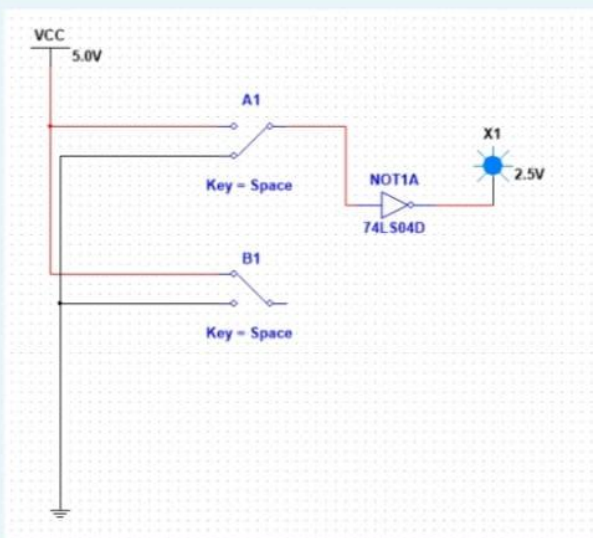 VCC
5.0V
A1
Key = Space
X1
2.5V
NOT1A
74LS04D
B1
Key = Space